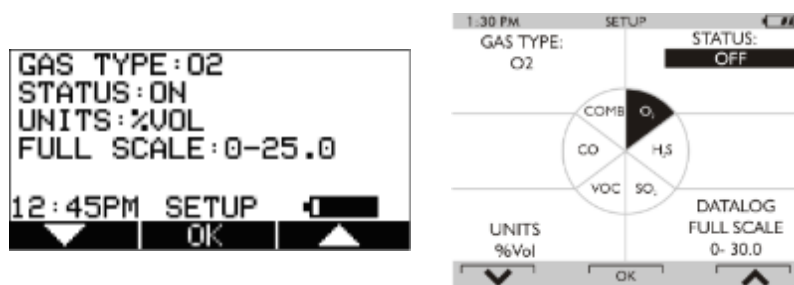 GAS TYPE:O2
STATUS:ON
UNITS:%VOL
FULL SCALE:0-25.0
12:45PM SETUP
OK
1:30 PM SETUP
GAS TYPE:
O2
STATUS:
OFF
COMB O₂
CO H₂S
VOC SO₂
UNITS
%Vol
DATALOG
FULL SCALE
0- 30.0
OK